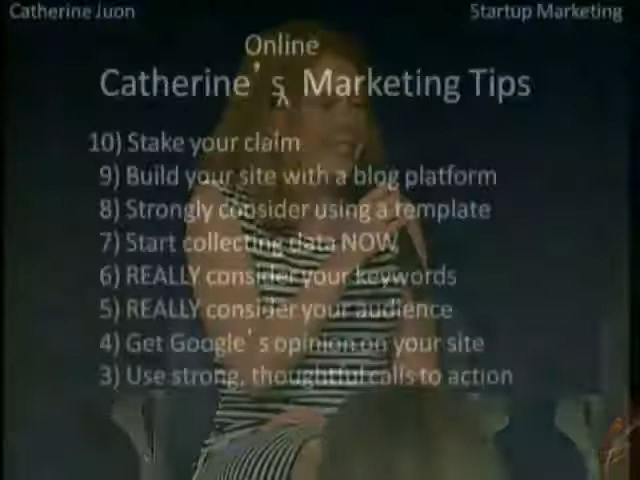 Catherine Juon
Startup Marketing
Online
Catherine's Marketing Tips
10) Stake your claim
9) Build your site with a blog platform
8) Strongly consider using a template
7) Start collecting data NOW
6) REALLY consider your keywords
5) REALLY consider your audience
4) Get Google's opinion on your site
3) Use strong, thoughtful calls to action